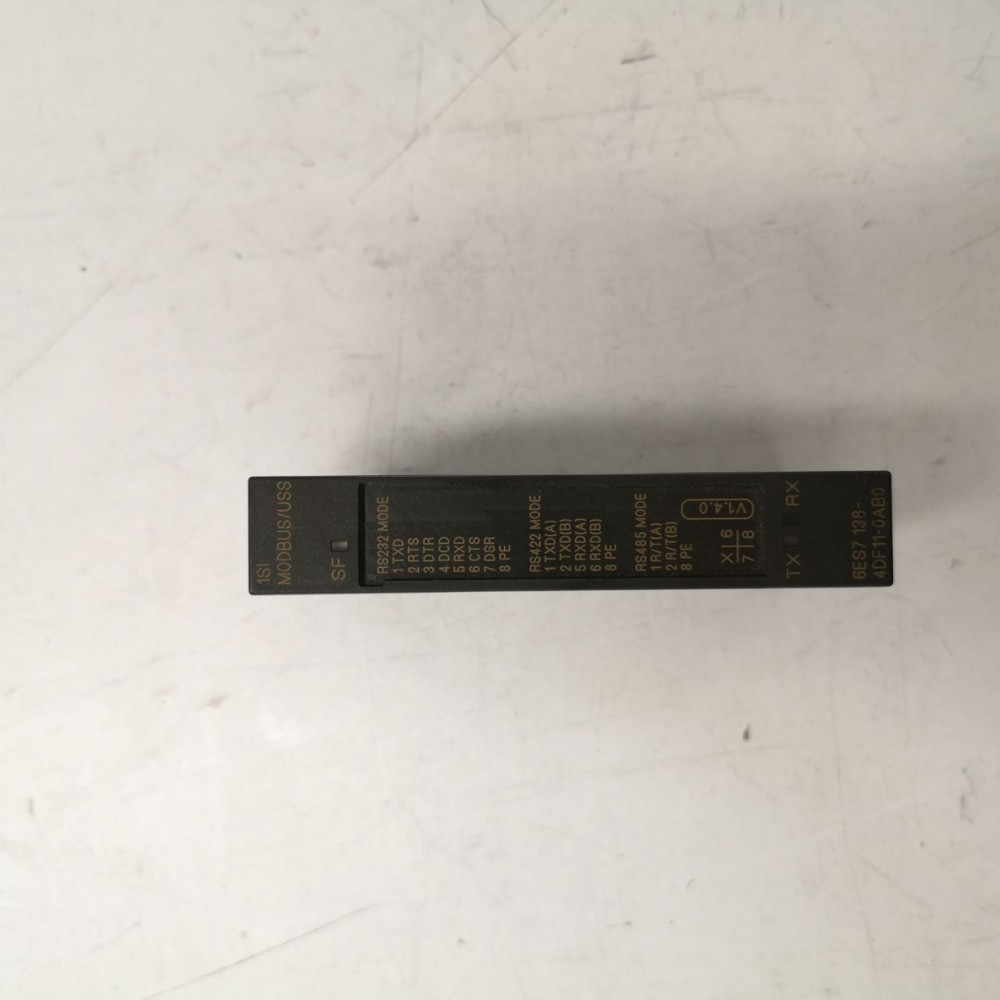 1SI
MODBUS/USS
SF
RS232 MODE
1 TXD
2 RTS
3 DTR
4 DCD
5 RXD
6 CTS
7 DSR
8 PE
RS422 MODE
1 TXD(A)
2 TXD(B)
5 RXD(A)
6 RXD(B)
8 PE
RS485 MODE
1 R/T(A)
2 R/T(B)
8 PE
V1.4.0
X 6
7 8
TX RX
6ES7 138-
4DF11-0AB0